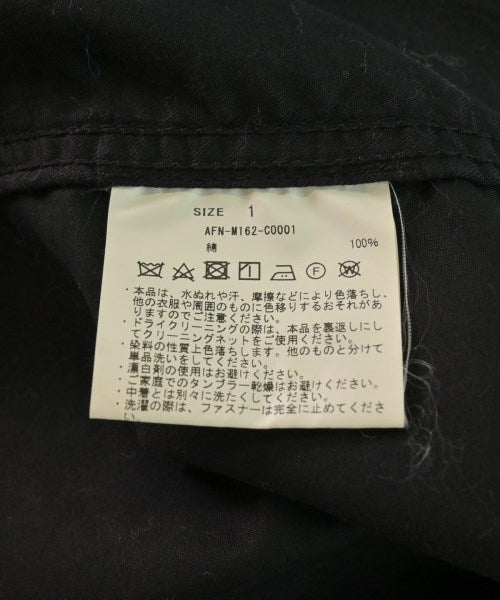 SIZE 1
AFN-M162-C0001
綿 100%
・本品は、水ぬれや汗、摩擦などにより色落ちし、
他の衣服や周囲のものに色移りするおそれがあ
りますのでご注意ください。
・ドライクリーニングの際は、本品を裏返しにし
てクリーニングネットをご使用ください。
・染料の性質上色落ちします。他のものと分けて
単品洗いをしてください。
・漂白剤の使用はお避けください。
・ご家庭でのタンブラー乾燥はお避けください。
・中着とは別々に洗たくしてください。
・洗濯の際は、ファスナーは完全に止めてくださ
い。